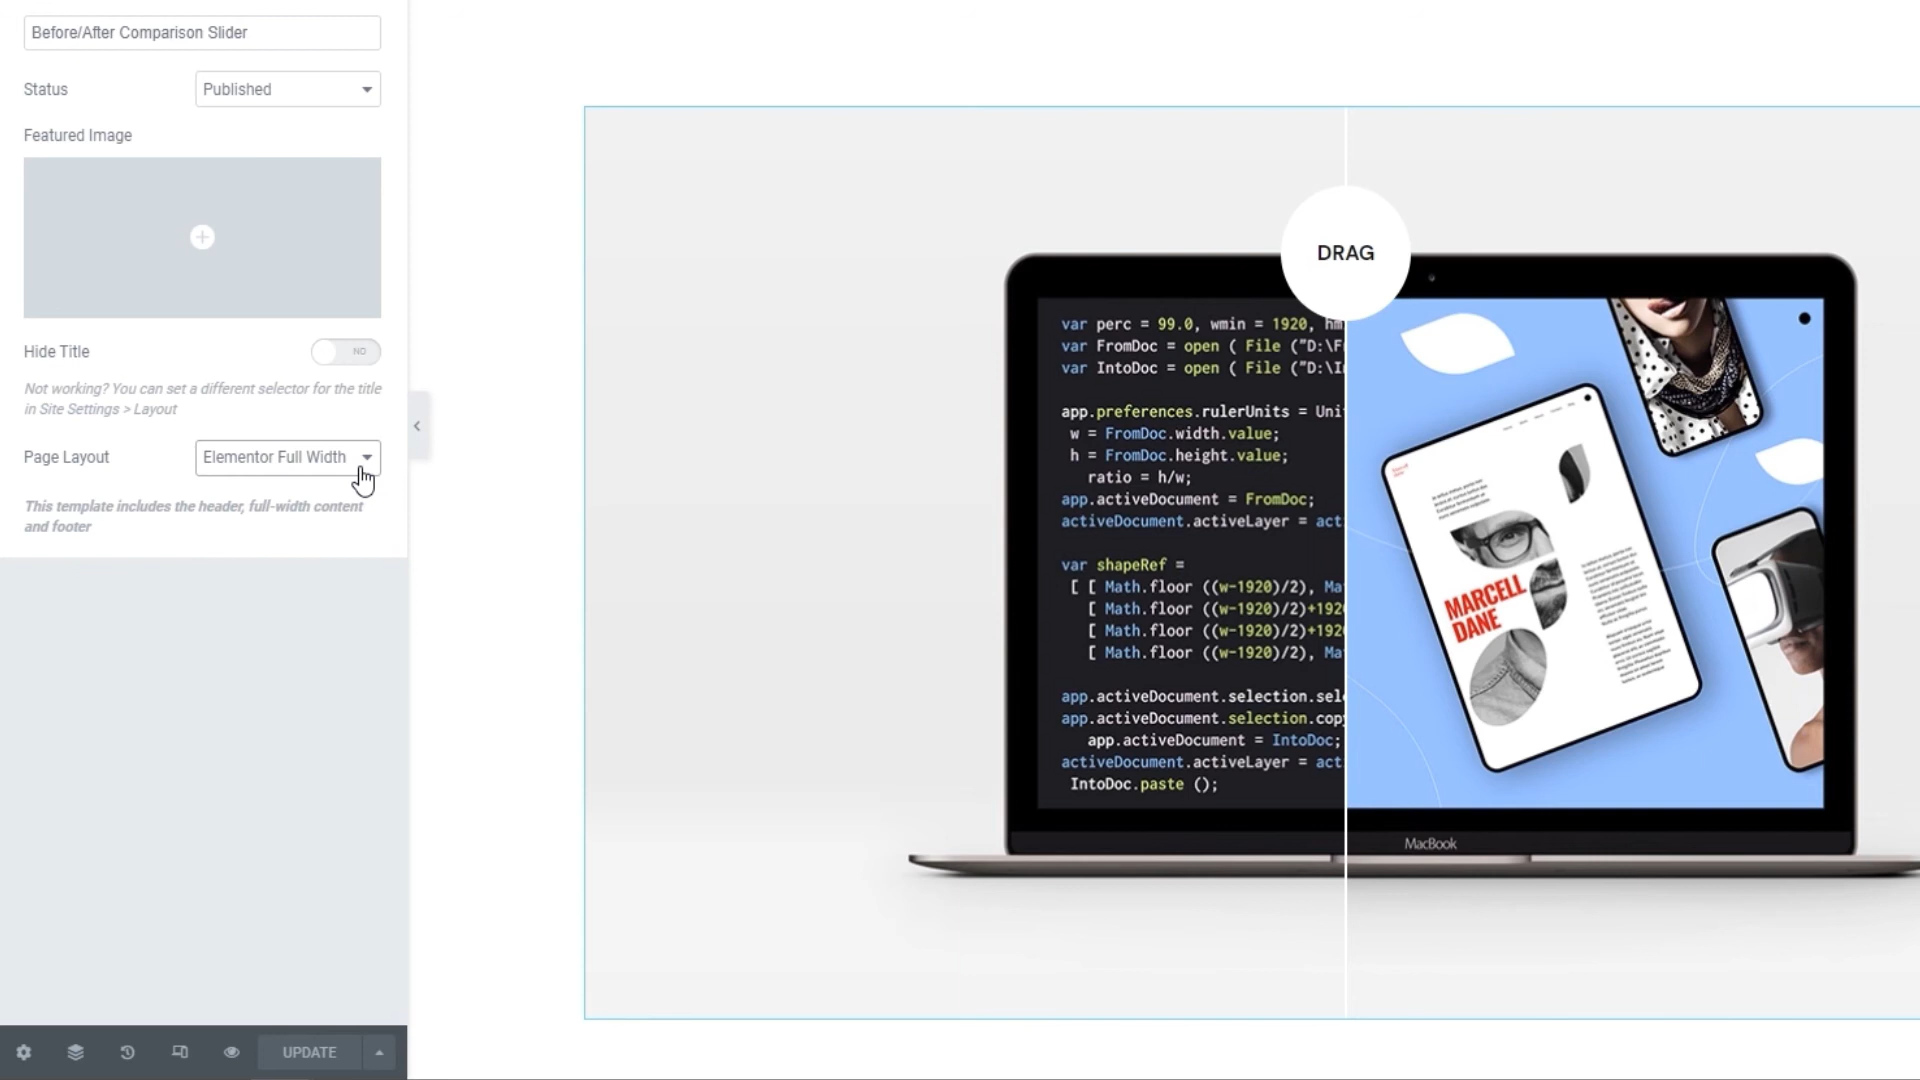 Before/After Comparison Slider
Status
Published
Featured Image
Hide Title
NO
Not working? You can set a different selector for the title
in Site Settings > Layout
Page Layout
Elementor Full Width
This template includes the header, full-width content
and footer
UPDATE
DRAG
var perc = 99.0, wmin = 1920, hm
var FromDoc = open ( File ("D:\F
var IntoDoc = open ( File ("D:\I
app.preferences.rulerUnits = Uni
w = FromDoc.width.value;
h = FromDoc.height.value;
ratio = h/w;
app.activeDocument = FromDoc;
activeDocument.activeLayer = act
var shapeRef =
[ [ Math.floor ((w-1920)/2), Ma
[ Math.floor ((w-1920)/2)+192
[ Math.floor ((w-1920)/2)+192
[ Math.floor ((w-1920)/2), Ma
app.activeDocument.selection.sel
app.activeDocument.selection.cop
app.activeDocument = IntoDoc;
activeDocument.activeLayer = act
IntoDoc.paste ();
MARCELL
DANE
MacBook